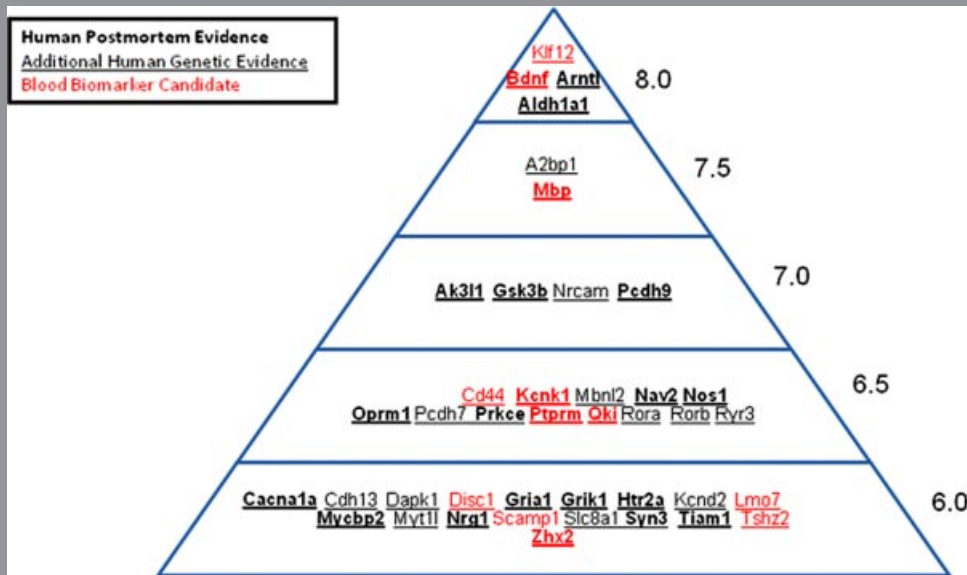 Human Postmortem Evidence
Additional Human Genetic Evidence
Blood Biomarker Candidate
Klf12
Bdnf Arntl
Aldh1a1
8.0
A2bp1
Mbp
7.5
Ak3l1 Gsk3b Nrcam Pcdh9
7.0
Cd44 Kcnk1 Mbnl2 Nav2 Nos1
Oprm1 Pcdh7 Prkce Ptprm Qki Rora Rorb Ryr3
6.5
Cacna1a Cdh13 Dapk1 Disc1 Gria1 Grik1 Htr2a Kcnd2 Lmo7
Mycbp2 Myt1l Nrg1 Scamp1 Slc8a1 Syn3 Tiam1 Tshz2
Zhx2
6.0